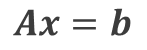 Ax = b